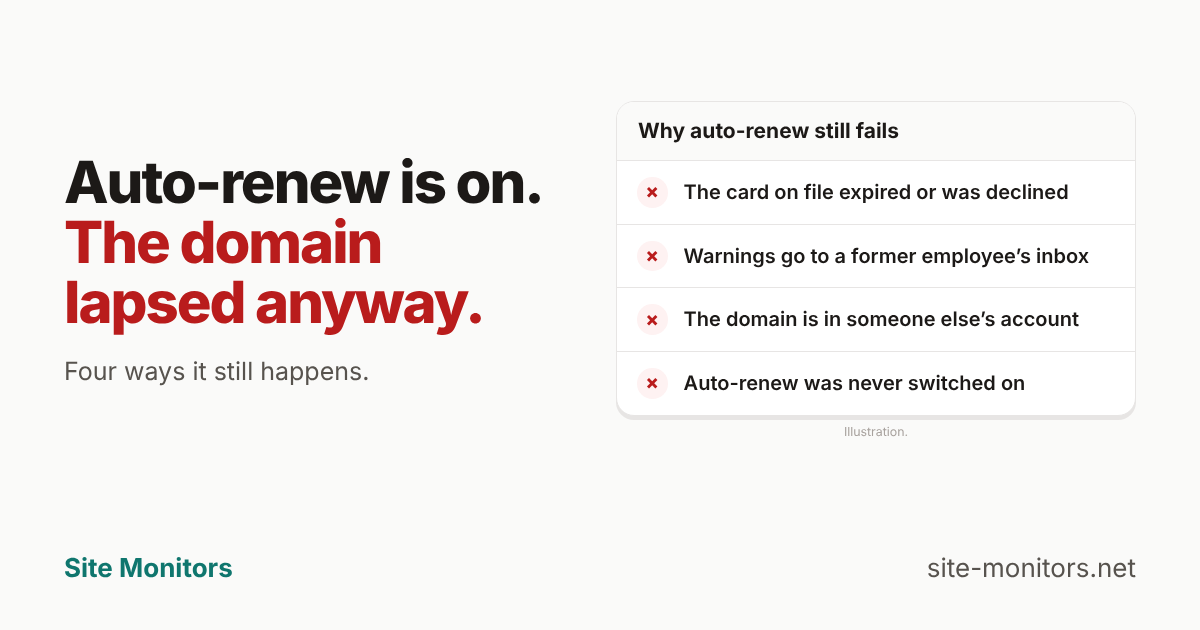 Auto-renew is on.
The domain
lapsed anyway.
Four ways it still happens.
Why auto-renew still fails
The card on file expired or was declined
Warnings go to a former employee’s inbox
The domain is in someone else’s account
Auto-renew was never switched on
Illustration.
Site Monitors
site-monitors.net